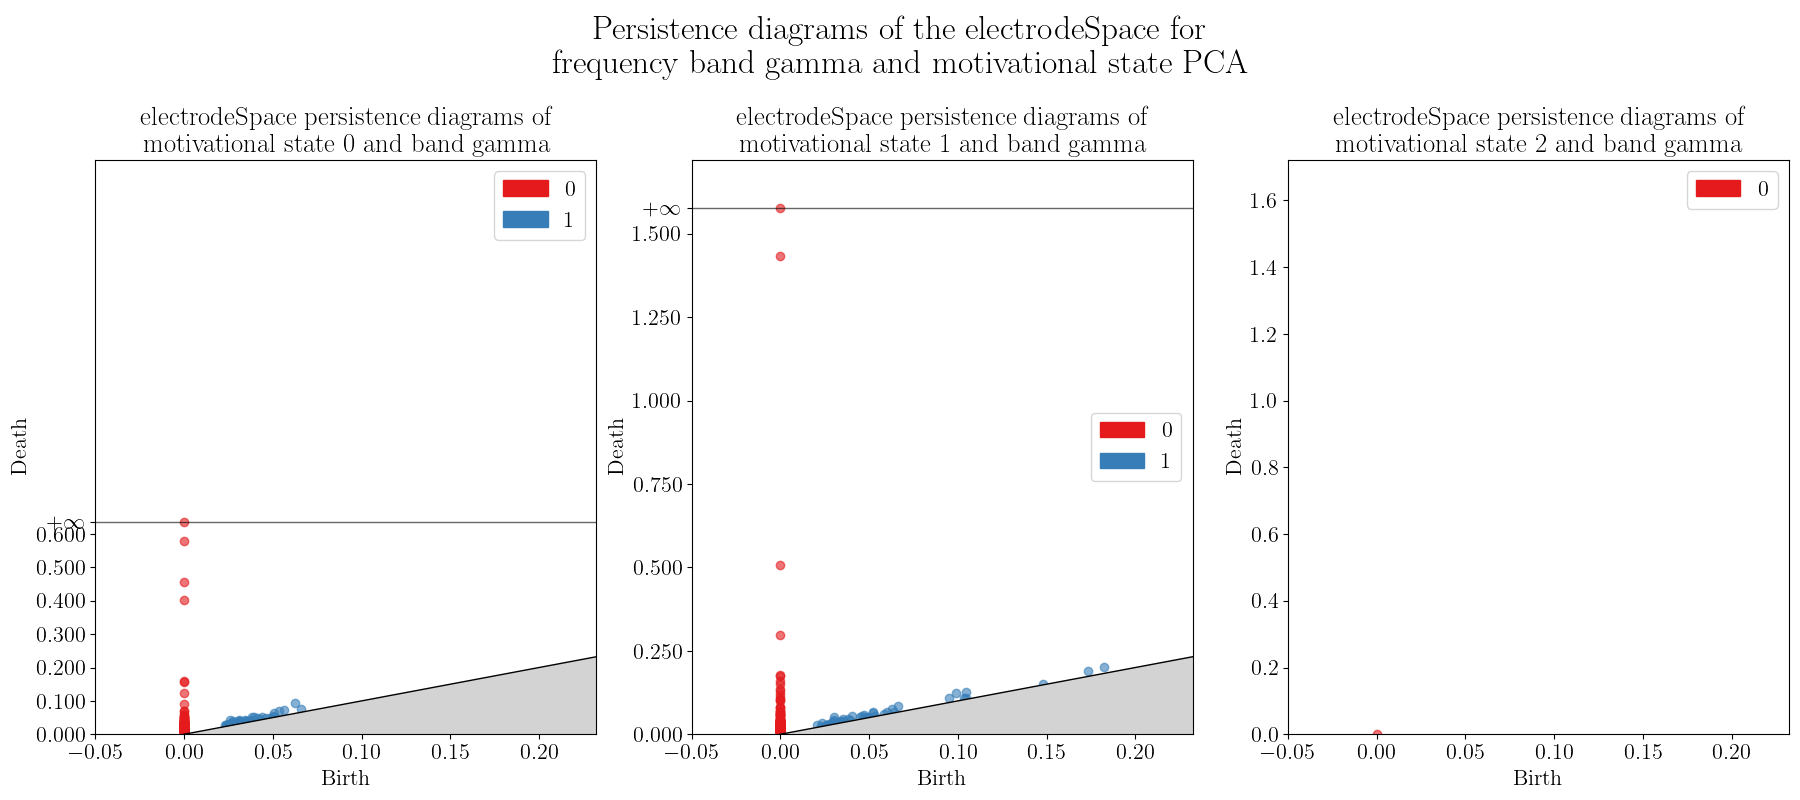 Persistence diagrams of the electrodeSpace for
frequency band gamma and motivational state PCA
electrodeSpace persistence diagrams of
motivational state 0 and band gamma
0
1
Death
+∞
0.600
0.500
0.400
0.300
0.200
0.100
0.000
−0.05 0.00 0.05 0.10 0.15 0.20
Birth
electrodeSpace persistence diagrams of
motivational state 1 and band gamma
+∞
1.500
1.250
1.000
0.750
0.500
0.250
0.000
0
1
Death
−0.05 0.00 0.05 0.10 0.15 0.20
Birth
electrodeSpace persistence diagrams of
motivational state 2 and band gamma
0
1.6
1.4
1.2
1.0
0.8
0.6
0.4
0.2
0.0
Death
−0.05 0.00 0.05 0.10 0.15 0.20
Birth